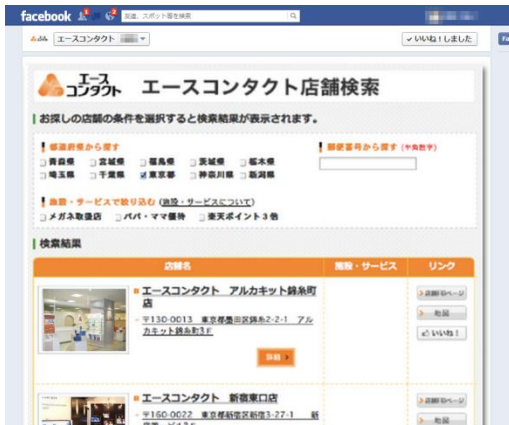 facebook
友達、スポット等を検索
エースコンタクト
いいね！しました
エース
コンタクト
エースコンタクト店舗検索
お探しの店舗の条件を選択すると検索結果が表示されます。
都道府県から探す
郵便番号から探す (半角数字)
青森県 宮城県 福島県 茨城県 栃木県
埼玉県 千葉県 東京都 神奈川県 新潟県
施設・サービスで絞り込む (施設・サービスについて)
メガネ取扱店 パパ・ママ優待 楽天ポイント3倍
検索結果
店舗名 施設・サービス リンク
エースコンタクト アルカキット錦糸町
店
〒130-0013 東京都墨田区錦糸2-2-1 アル
カキット錦糸町3F
詳細
店舗FBページ
地図
いいね！
エースコンタクト 新宿東口店
〒160-0022 東京都新宿区新宿3-27-1 新
店舗FBページ
地図